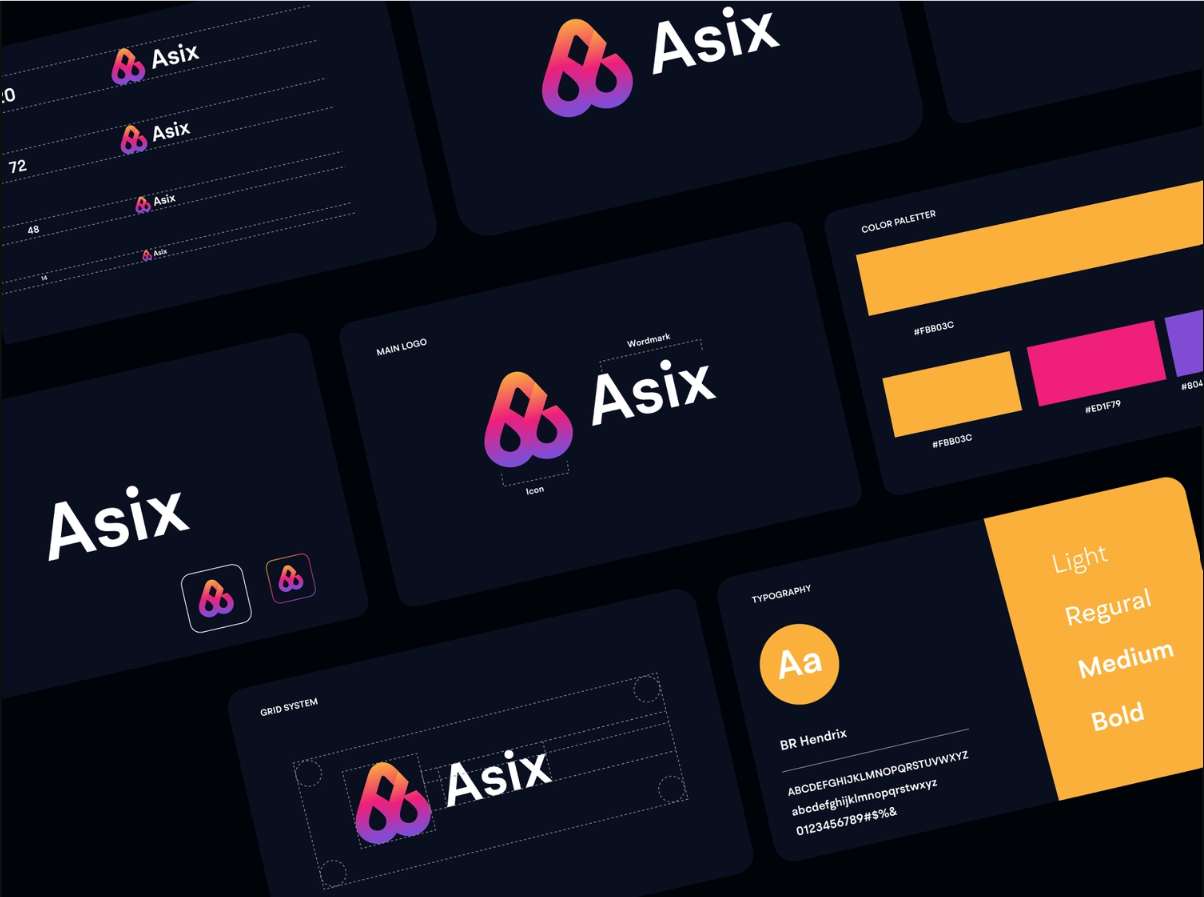 Asix
Asix
72
Asix
48
Asix
14
Asix
Asix
MAIN LOGO
Wordmark
Asix
Icon
COLOR PALETTER
#FBB03C
#FBB03C
#ED1F79
#804
Asix
GRID SYSTEM
Asix
TYPOGRAPHY
Aa
BR Hendrix
ABCDEFGHIJKLMNOPQRSTUVWXYZ
abcdefghijklmnopqrstwxyz
0123456789#$%&
Light
Regural
Medium
Bold